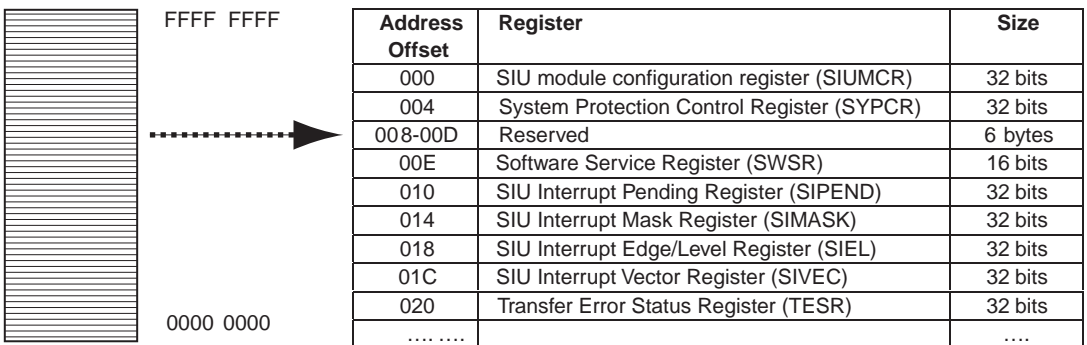 FFFF FFFF
0000 0000
Address Offset Register Size
000 SIU module configuration register (SIUMCR) 32 bits
004 System Protection Control Register (SYPCR) 32 bits
008-00D Reserved 6 bytes
00E Software Service Register (SWSR) 16 bits
010 SIU Interrupt Pending Register (SIPEND) 32 bits
014 SIU Interrupt Mask Register (SIMASK) 32 bits
018 SIU Interrupt Edge/Level Register (SIEL) 32 bits
01C SIU Interrupt Vector Register (SIVEC) 32 bits
020 Transfer Error Status Register (TESR) 32 bits
.... .... ....